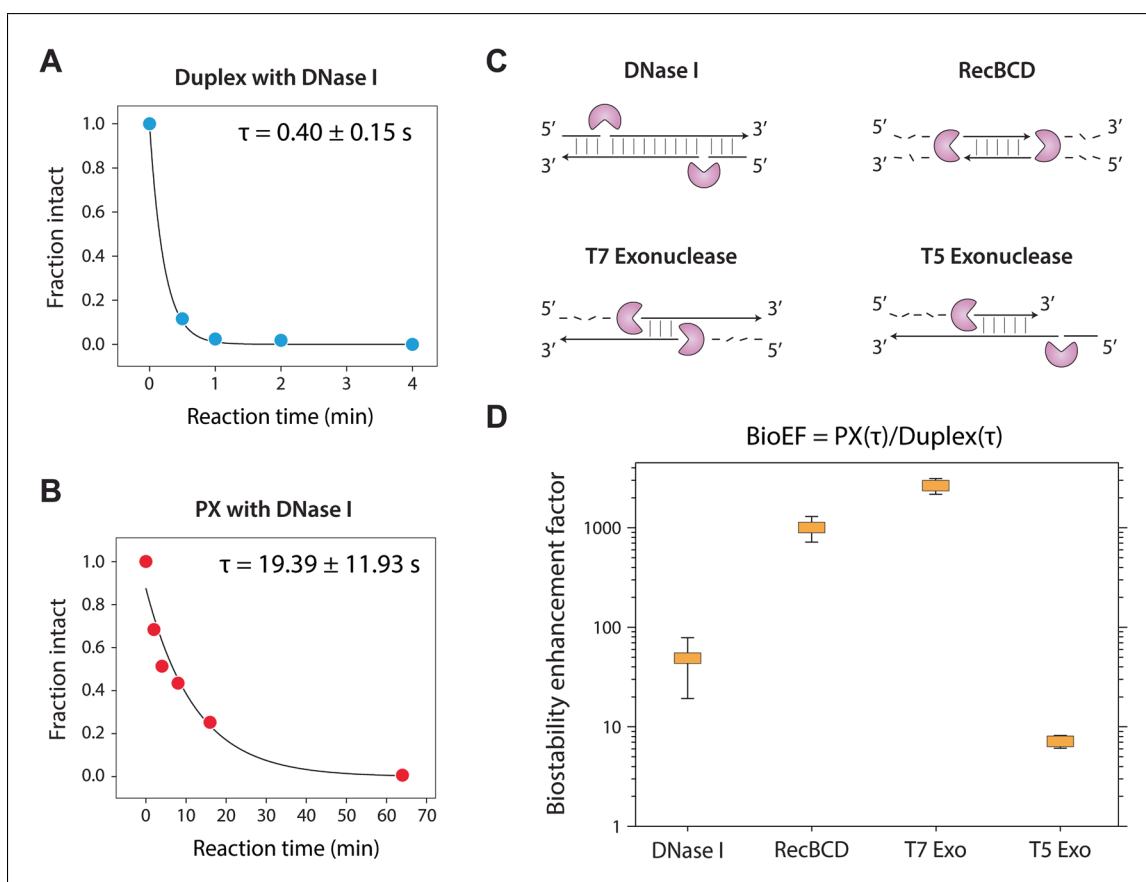 A
Duplex with DNase I
τ = 0.40 ± 0.15 s
Fraction intact
1.0
0.8
0.6
0.4
0.2
0.0
0 1 2 3 4
Reaction time (min)
B
PX with DNase I
τ = 19.39 ± 11.93 s
Fraction intact
1.0
0.8
0.6
0.4
0.2
0.0
0 10 20 30 40 50 60 70
Reaction time (min)
C
DNase I
5′ 3′
3′ 5′
RecBCD
5′ 3′
3′ 5′
T7 Exonuclease
5′ 3′
3′ 5′
T5 Exonuclease
5′ 3′
3′ 5′
D
BioEF = PX(τ)/Duplex(τ)
Biostability enhancement factor
1000
100
10
1
DNase I RecBCD T7 Exo T5 Exo